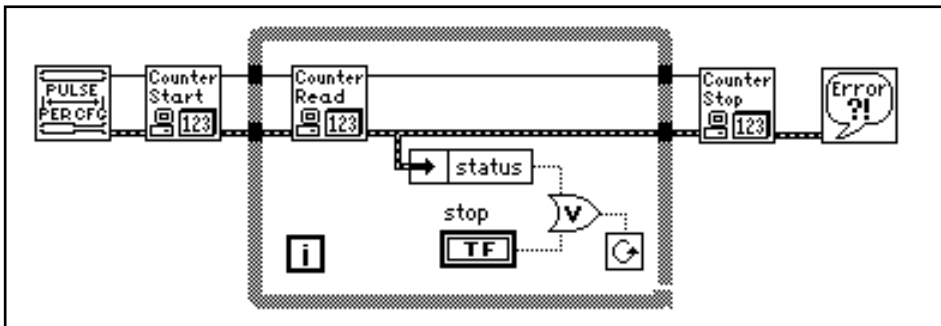 PULSE
PER CFG
Counter
Start
123
Counter
Read
123
status
stop
TF
V
i
Counter
Stop
123
Error
?!